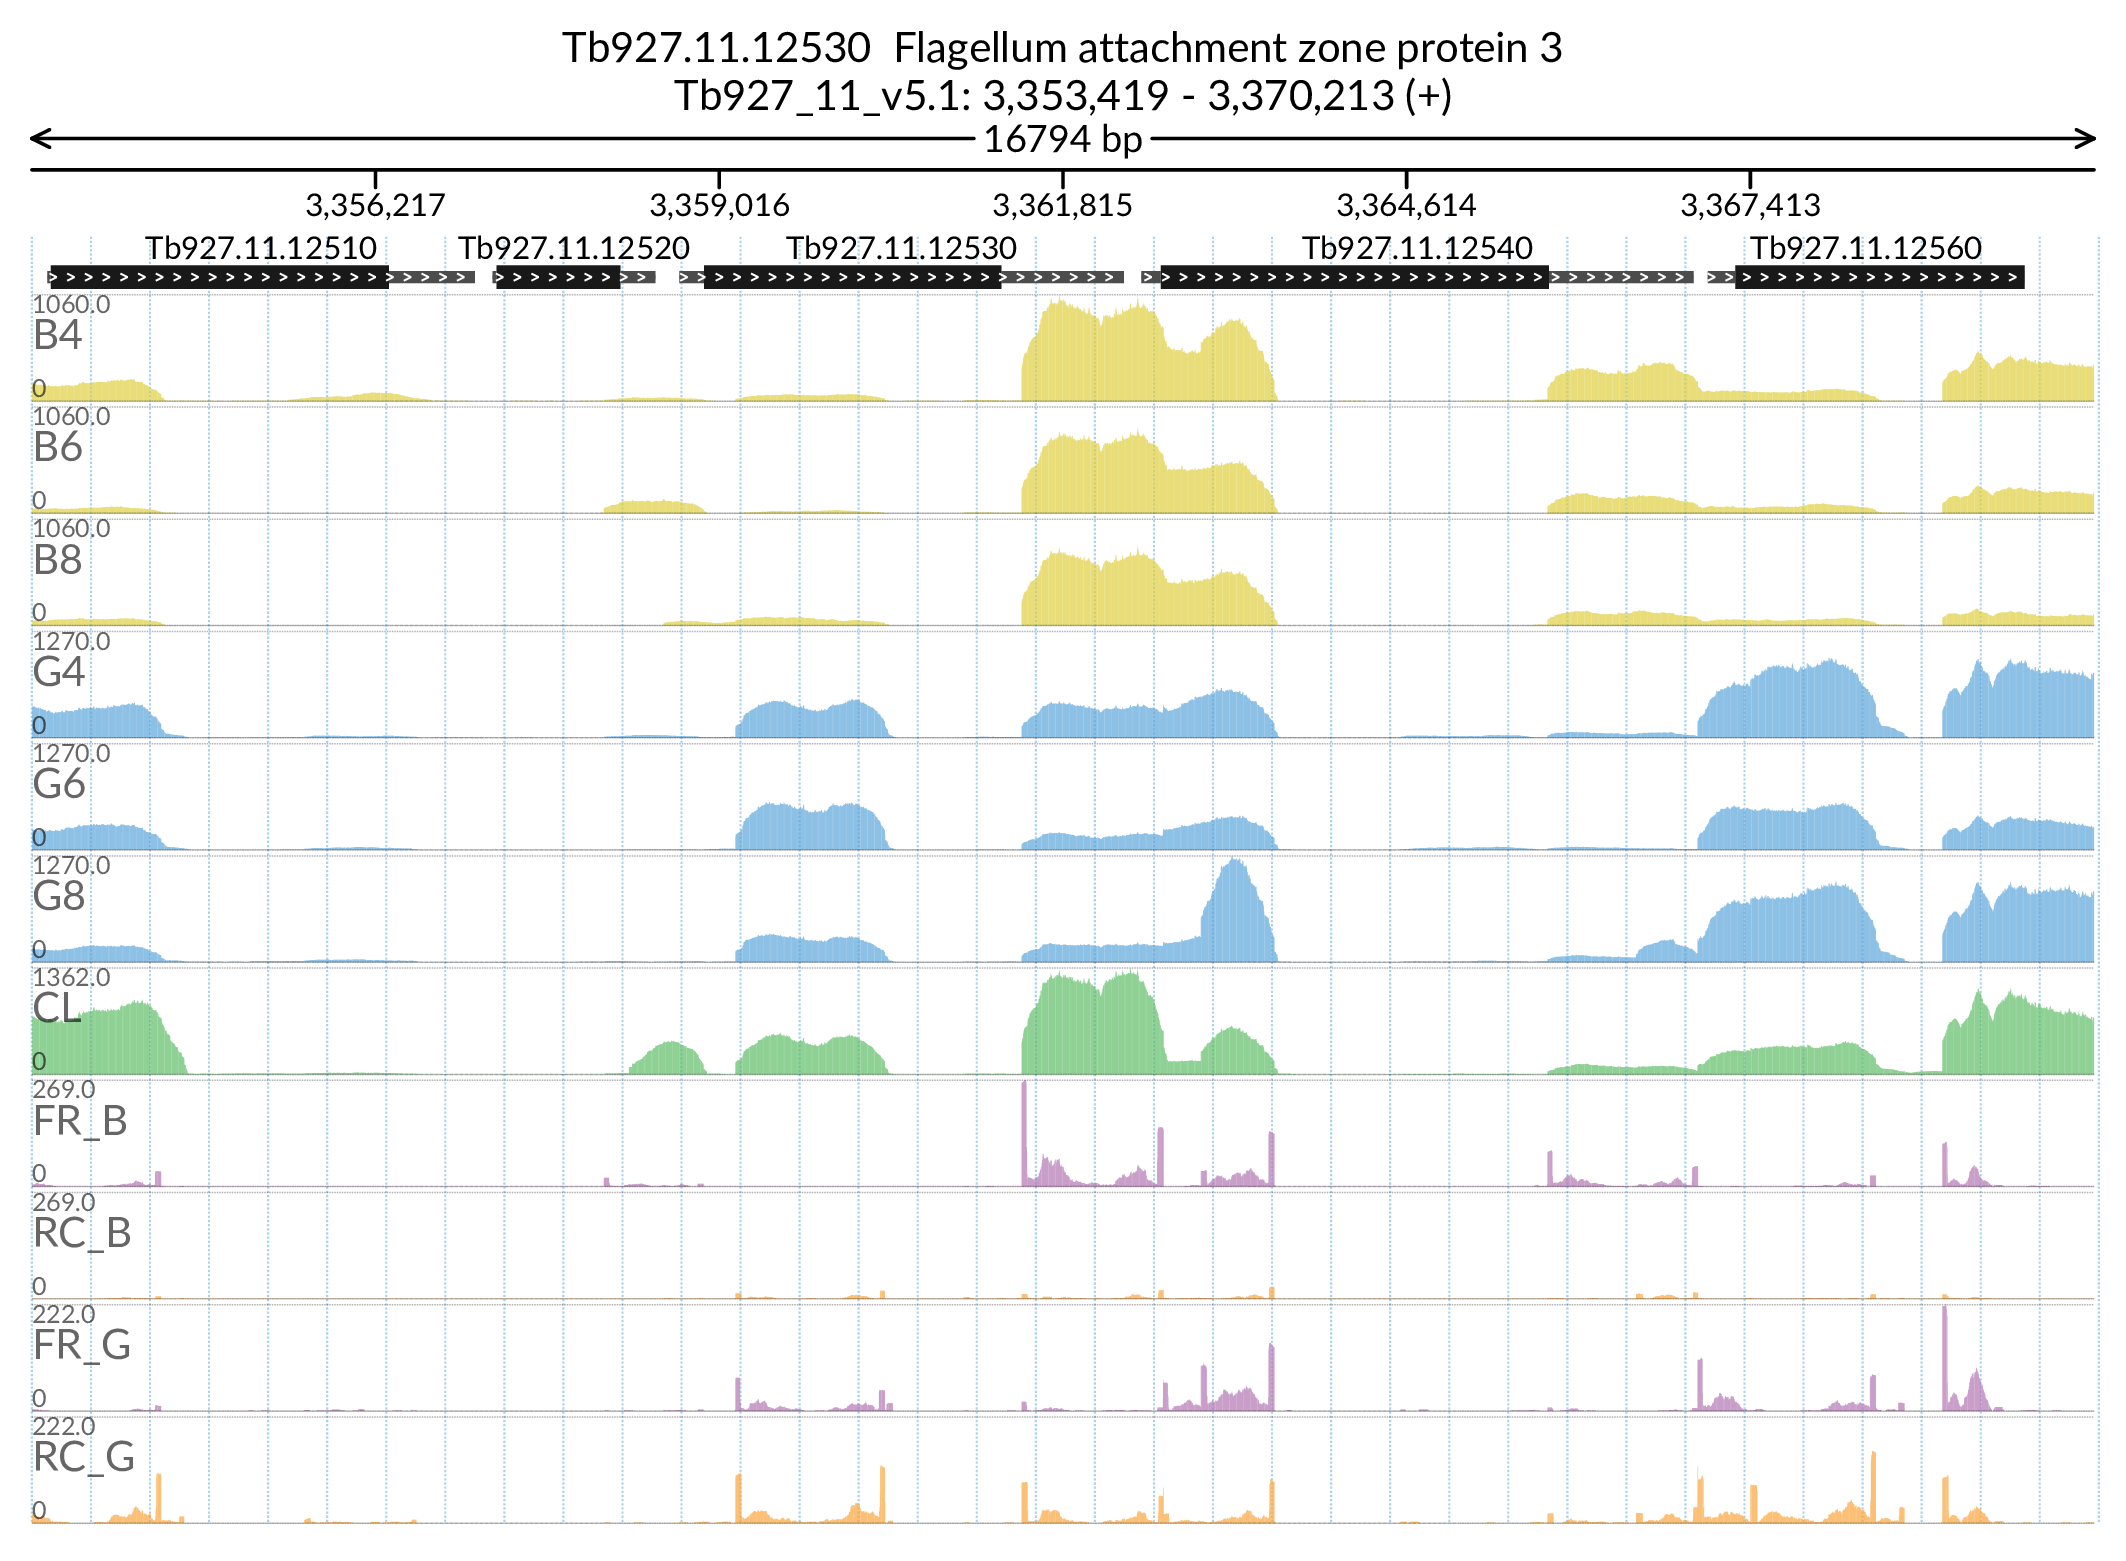 Tb927.11.12530  Flagellum attachment zone protein 3
Tb927_11_v5.1: 3,353,419 - 3,370,213 (+)
16794 bp
3,356,217 3,359,016 3,361,815 3,364,614 3,367,413
Tb927.11.12510 Tb927.11.12520 Tb927.11.12530 Tb927.11.12540 Tb927.11.12560
1060.0
B4
0
1060.0
B6
0
1060.0
B8
0
1270.0
G4
0
1270.0
G6
0
1270.0
G8
0
1362.0
CL
0
269.0
FR_B
0
269.0
RC_B
0
222.0
FR_G
0
222.0
RC_G
0